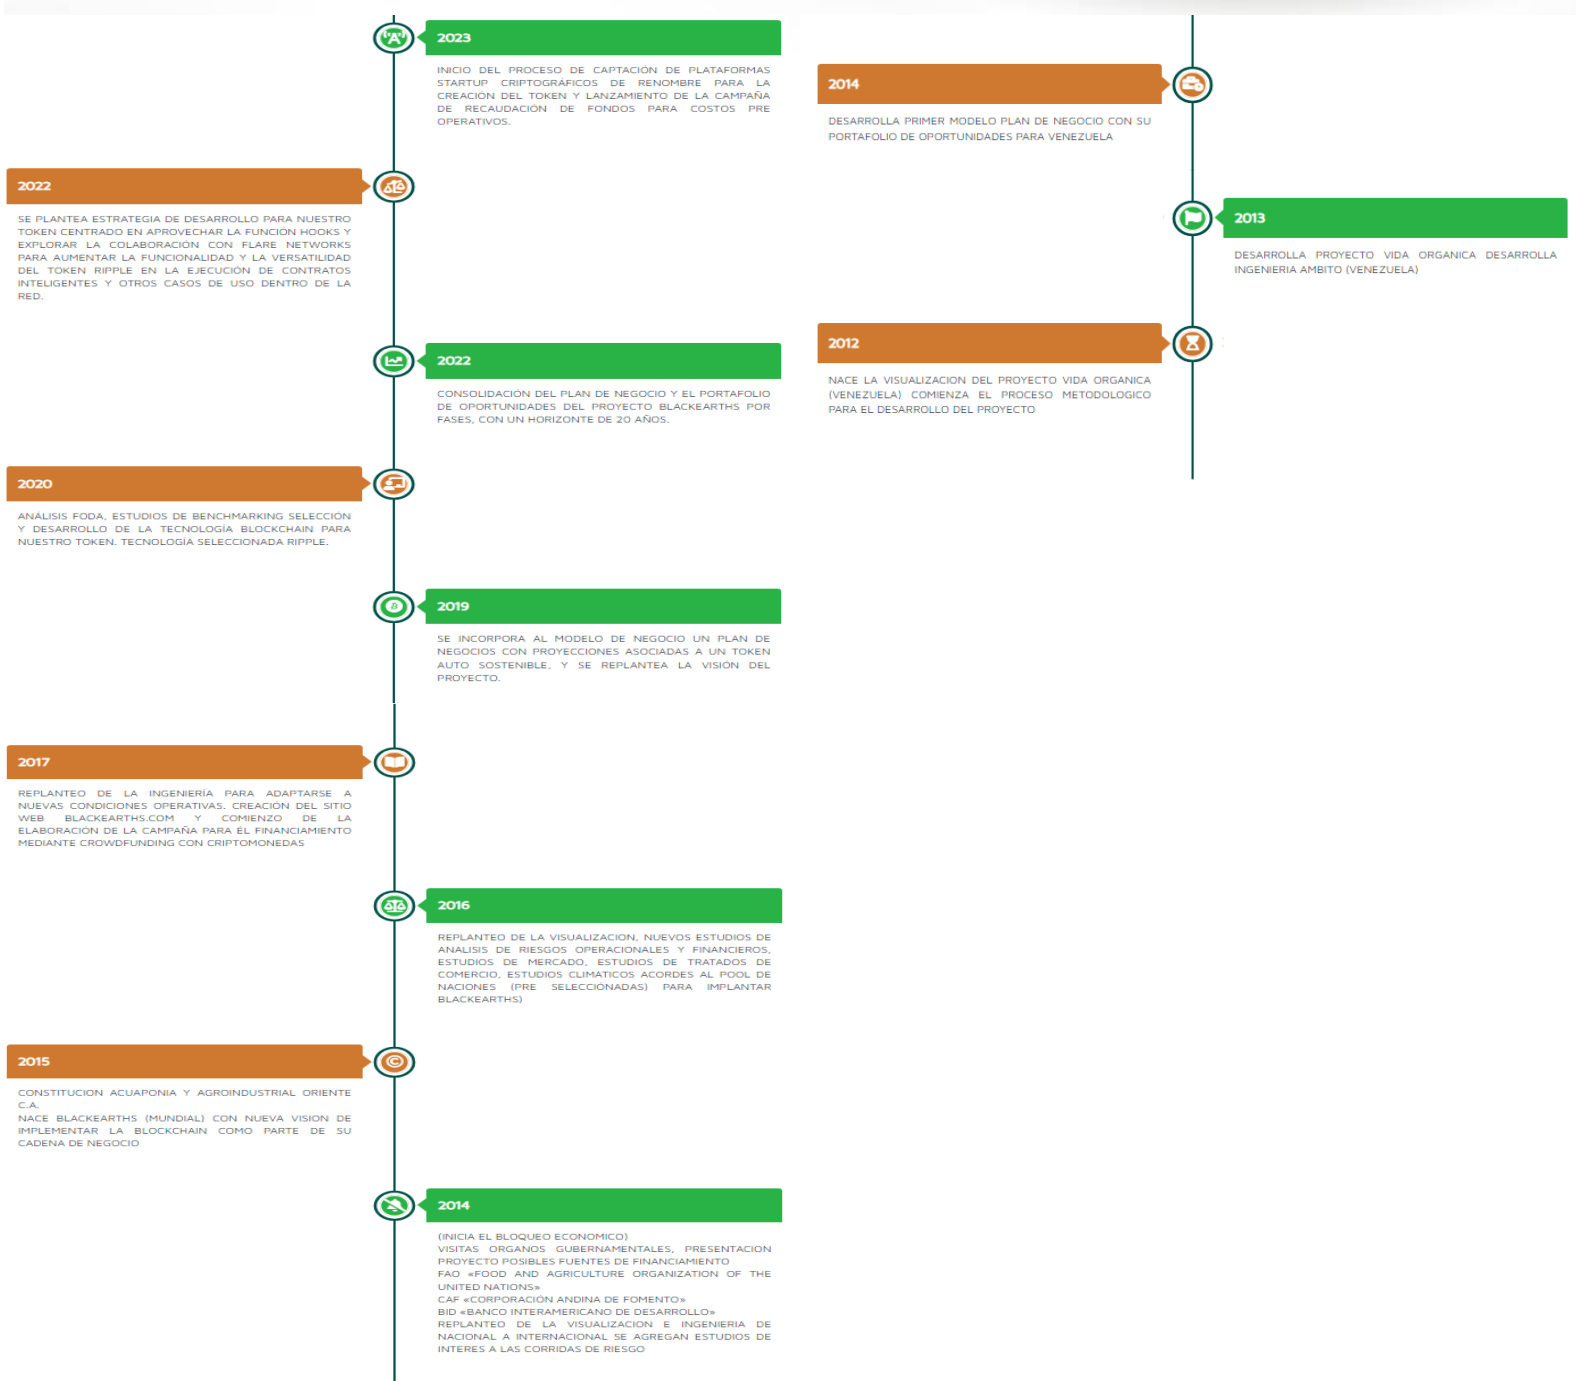 2023
INICIO DEL PROCESO DE CAPTACIÓN DE PLATAFORMAS
STARTUP CRIPTOGRÁFICOS DE RENOMBRE PARA LA
CREACIÓN DEL TOKEN Y LANZAMIENTO DE LA CAMPAÑA
DE RECAUDACIÓN DE FONDOS PARA COSTOS PRE
OPERATIVOS.
2022
SE PLANTEA ESTRATEGIA DE DESARROLLO PARA NUESTRO
TOKEN CENTRADO EN APROVECHAR LA FUNCIÓN HOOKS Y
EXPLORAR LA COLABORACIÓN CON FLARE NETWORKS
PARA AUMENTAR LA FUNCIONALIDAD Y LA VERSATILIDAD
DEL TOKEN RIPPLE EN LA EJECUCIÓN DE CONTRATOS
INTELIGENTES Y OTROS CASOS DE USO DENTRO DE LA
RED.
2022
CONSOLIDACIÓN DEL PLAN DE NEGOCIO Y EL PORTAFOLIO
DE OPORTUNIDADES DEL PROYECTO BLACKEARTHS POR
FASES, CON UN HORIZONTE DE 20 AÑOS.
2020
ANÁLISIS FODA, ESTUDIOS DE BENCHMARKING SELECCIÓN
Y DESARROLLO DE LA TECNOLOGÍA BLOCKCHAIN PARA
NUESTRO TOKEN. TECNOLOGÍA SELECCIONADA RIPPLE.
2019
SE INCORPORA AL MODELO DE NEGOCIO UN PLAN DE
NEGOCIOS CON PROYECCIONES ASOCIADAS A UN TOKEN
AUTO SOSTENIBLE, Y SE REPLANTEA LA VISIÓN DEL
PROYECTO.
2017
REPLANTEO DE LA INGENIERÍA PARA ADAPTARSE A
NUEVAS CONDICIONES OPERATIVAS. CREACIÓN DEL SITIO
WEB BLACKEARTHS.COM Y COMIENZO DE LA
ELABORACIÓN DE LA CAMPAÑA PARA ÉL FINANCIAMIENTO
MEDIANTE CROWDFUNDING CON CRIPTOMONEDAS
2016
REPLANTEO DE LA VISUALIZACION, NUEVOS ESTUDIOS DE
ANALISIS DE RIESGOS OPERACIONALES Y FINANCIEROS,
ESTUDIOS DE MERCADO, ESTUDIOS DE TRATADOS DE
COMERCIO, ESTUDIOS CLIMATICOS ACORDES AL POOL DE
NACIONES (PRE SELECCIÓNADAS) PARA IMPLANTAR
BLACKEARTHS)
2015
CONSTITUCION ACUAPONIA Y AGROINDUSTRIAL ORIENTE
C.A.
NACE BLACKEARTHS (MUNDIAL) CON NUEVA VISION DE
IMPLEMENTAR LA BLOCKCHAIN COMO PARTE DE SU
CADENA DE NEGOCIO
2014
(INICIA EL BLOQUEO ECONOMICO)
VISITAS ORGANOS GUBERNAMENTALES, PRESENTACION
PROYECTO POSIBLES FUENTES DE FINANCIAMIENTO
FAO «FOOD AND AGRICULTURE ORGANIZATION OF THE
UNITED NATIONS»
CAF «CORPORACIÓN ANDINA DE FOMENTO»
BID «BANCO INTERAMERICANO DE DESARROLLO»
REPLANTEO DE LA VISUALIZACION E INGENIERIA DE
NACIONAL A INTERNACIONAL SE AGREGAN ESTUDIOS DE
INTERES A LAS CORRIDAS DE RIESGO
2014
DESARROLLA PRIMER MODELO PLAN DE NEGOCIO CON SU
PORTAFOLIO DE OPORTUNIDADES PARA VENEZUELA
2013
DESARROLLA PROYECTO VIDA ORGANICA DESARROLLA
INGENIERIA AMBITO (VENEZUELA)
2012
NACE LA VISUALIZACION DEL PROYECTO VIDA ORGANICA
(VENEZUELA) COMIENZA EL PROCESO METODOLOGICO
PARA EL DESARROLLO DEL PROYECTO